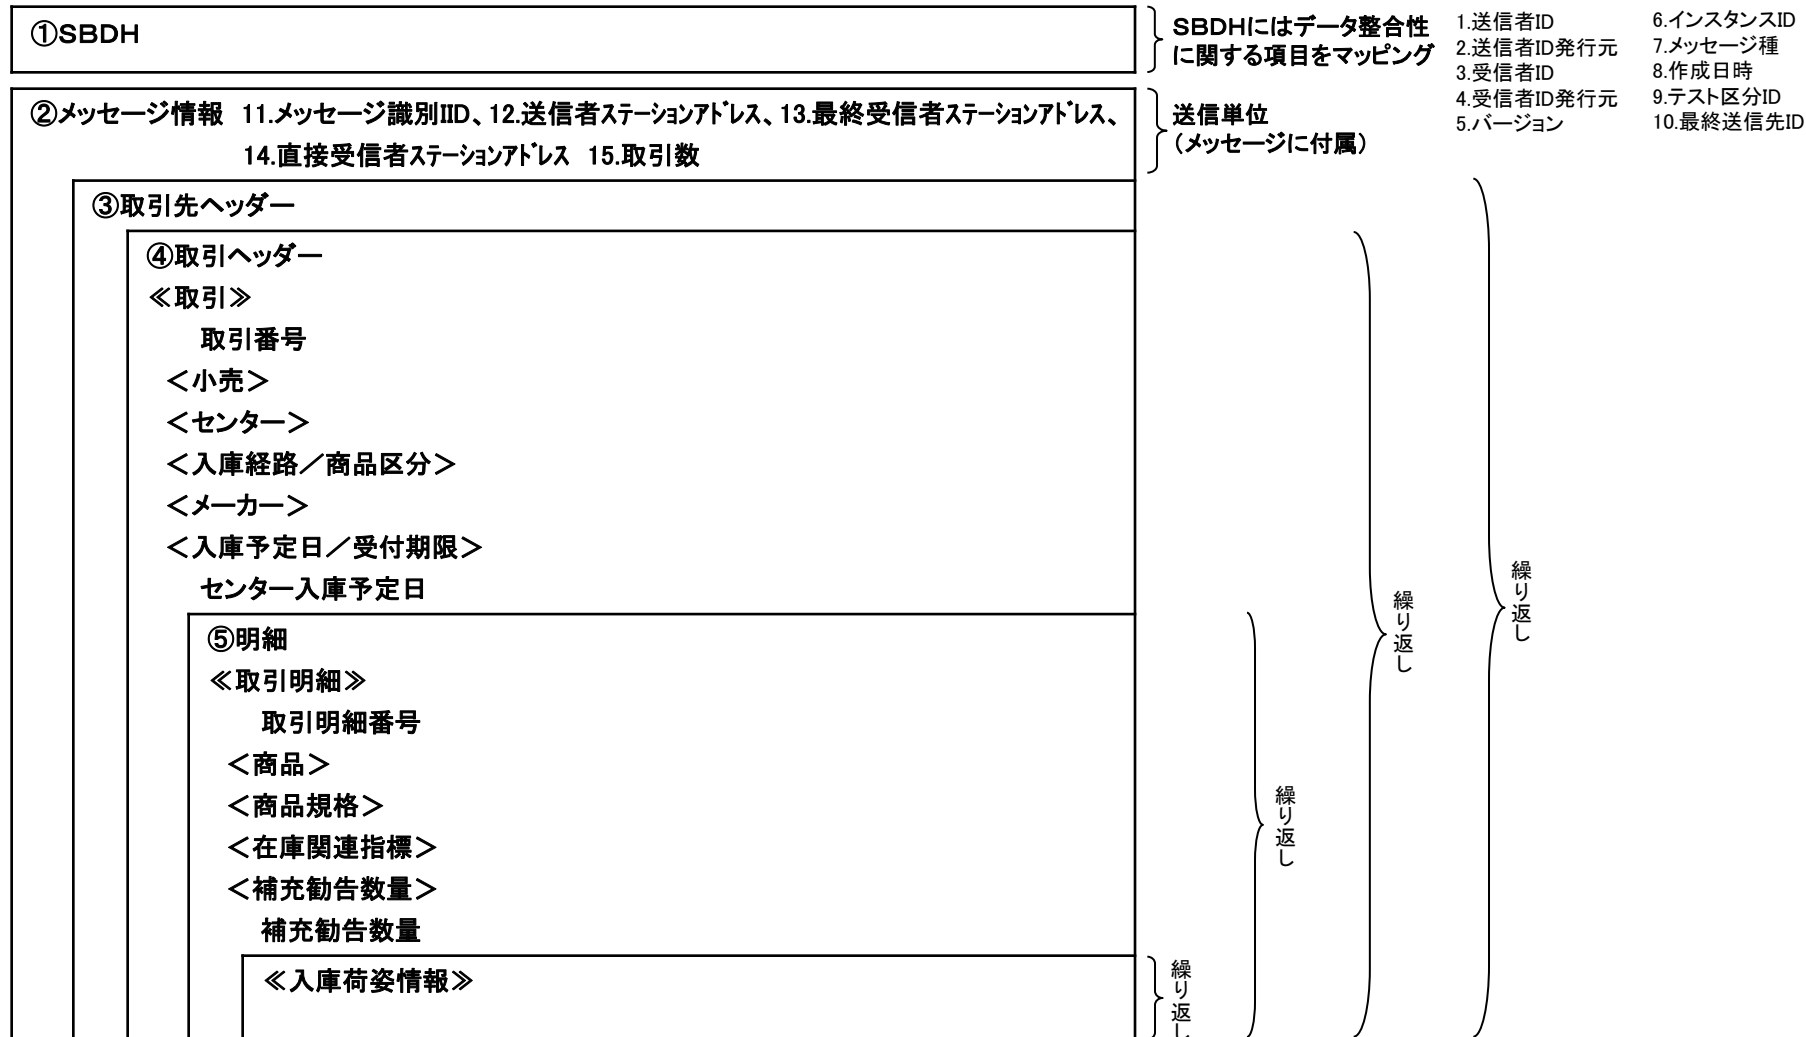 ①SBDH
SBDHにはデータ整合性
に関する項目をマッピング
1.送信者ID
2.送信者ID発行元
3.受信者ID
4.受信者ID発行元
5.バージョン
6.インスタンスID
7.メッセージ種
8.作成日時
9.テスト区分ID
10.最終送信先ID
②メッセージ情報 11.メッセージ識別IID、12.送信者ステーションアドレス、13.最終受信者ステーションアドレス、
14.直接受信者ステーションアドレス 15.取引数
送信単位
(メッセージに付属)
③取引先ヘッダー
④取引ヘッダー
≪取引≫
取引番号
<小売>
<センター>
<入庫経路/商品区分>
<メーカー>
<入庫予定日/受付期限>
センター入庫予定日
⑤明細
≪取引明細≫
取引明細番号
<商品>
<商品規格>
<在庫関連指標>
<補充勧告数量>
補充勧告数量
≪入庫荷姿情報≫
繰り返し
繰り返し
繰り返し
繰り返し